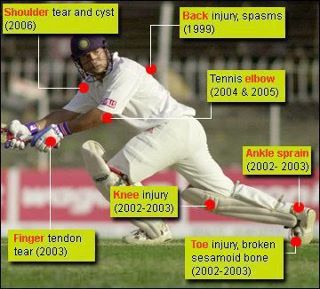 Shoulder tear and cyst
(2006)
Back injury, spasms
(1999)
Tennis elbow
(2004 & 2005)
Ankle sprain
(2002- 2003)
Knee injury
(2002-2003)
Finger tendon
tear (2003)
Toe injury, broken
sesamoid bone
(2002-2003)